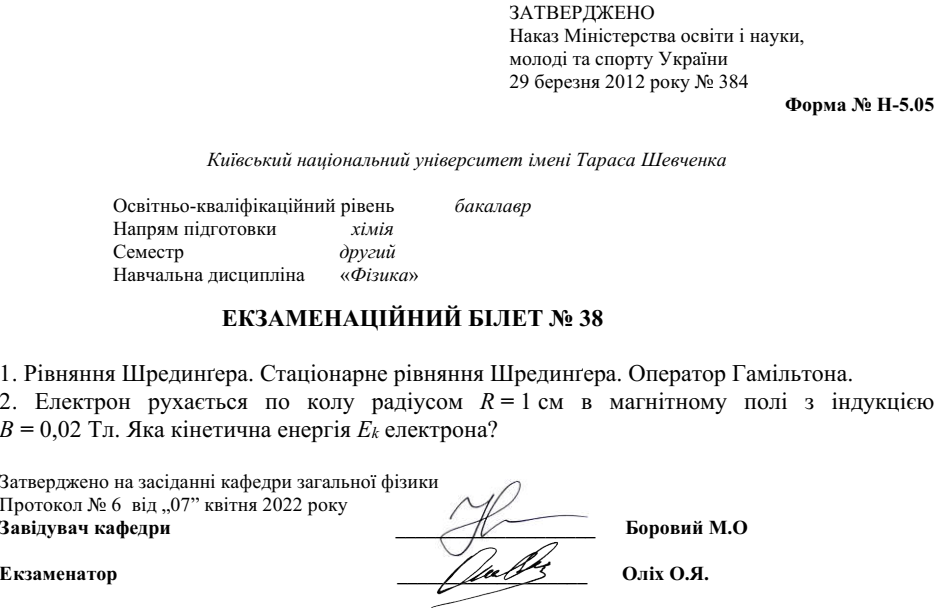 ЗАТВЕРДЖЕНО
Наказ Міністерства освіти і науки,
молоді та спорту України
29 березня 2012 року № 384
Форма № Н-5.05
Київський національний університет імені Тараса Шевченка
Освітньо-кваліфікаційний рівень бакалавр
Напрям підготовки хімія
Семестр другий
Навчальна дисципліна «Фізика»
ЕКЗАМЕНАЦІЙНИЙ БІЛЕТ № 38
1. Рівняння Шрединґера. Стаціонарне рівняння Шрединґера. Оператор Гамільтона.
2. Електрон рухається по колу радіусом R = 1 см в магнітному полі з індукцією
B = 0,02 Тл. Яка кінетична енергія Ek електрона?
Затверджено на засіданні кафедри загальної фізики
Протокол № 6 від „07” квітня 2022 року
Завідувач кафедри Боровий М.О
Екзаменатор Оліх О.Я.